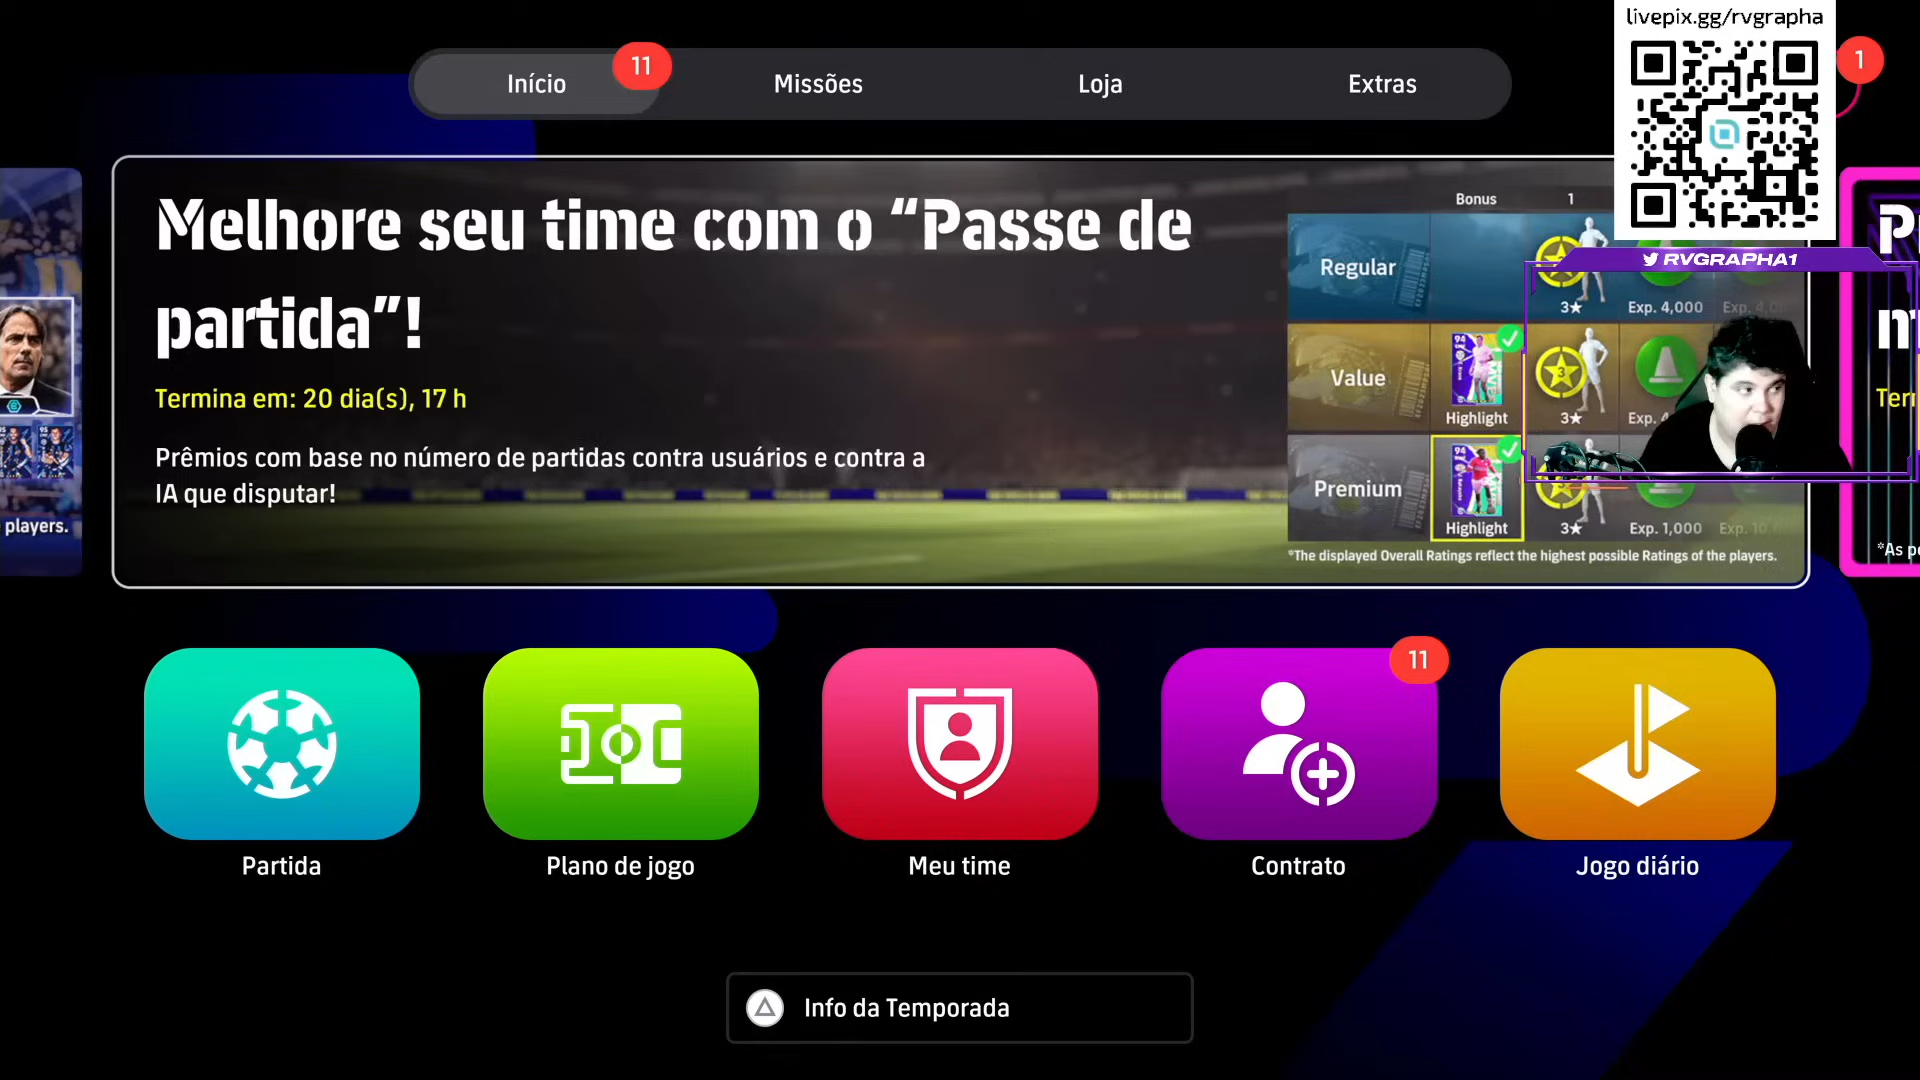 livepix.gg/rvgrapha
1
Início
11
Missões
Loja
Extras
Melhore seu time com o “Passe de
partida”!
Termina em: 20 dia(s), 17 h
Prêmios com base no número de partidas contra usuários e contra a
IA que disputar!
Bonus 1
Regular
3★ Exp. 4,000
RVGRAPHA1
Value
94
Highlight 3★ Exp.
Premium
94
Highlight 3★ Exp. 1,000
*The displayed Overall Ratings reflect the highest possible Ratings of the players.
players.
Partida
Plano de jogo
Meu time
11
Contrato
Jogo diário
Info da Temporada